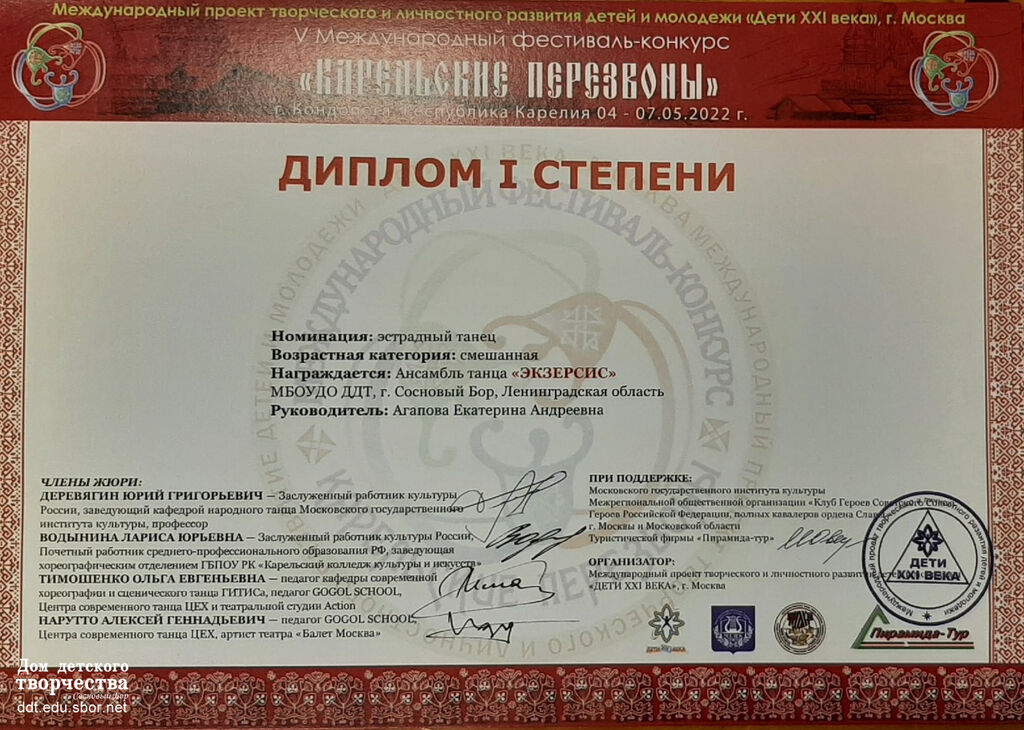 Международный проект творческого и личностного развития детей и молодежи «Дети XXI века», г. Москва
V Международный фестиваль-конкурс
«КАРЕЛЬСКИЕ ПЕРЕЗВОНЫ»
г. Кондопога, Республика Карелия 04 - 07.05.2022 г.
ДИПЛОМ I СТЕПЕНИ
Номинация: эстрадный танец
Возрастная категория: смешанная
Награждается: Ансамбль танца «ЭКЗЕРСИС»
МБОУДО ДДТ, г. Сосновый Бор, Ленинградская область
Руководитель: Агапова Екатерина Андреевна
ЧЛЕНЫ ЖЮРИ:
ДЕРЕВЯГИН ЮРИЙ ГРИГОРЬЕВИЧ — Заслуженный работник культуры
России, заведующий кафедрой народного танца Московского государственного
института культуры, профессор
ВОДЫНИНА ЛАРИСА ЮРЬЕВНА — Заслуженный работник культуры России,
Почетный работник среднего-профессионального образования РФ, заведующая
хореографическим отделением ГБПОУ РК «Карельский колледж культуры и искусств»
ТИМОШЕНКО ОЛЬГА ЕВГЕНЬЕВНА — педагог кафедры современной
хореографии и сценического танца ГИТИСа, педагог GOGOL SCHOOL,
Центра современного танца ЦЕХ и театральной студии Action
НАРУТТО АЛЕКСЕЙ ГЕННАДЬЕВИЧ — педагог GOGOL SCHOOL,
Центра современного танца ЦЕХ, артист театра «Балет Москва»
ПРИ ПОДДЕРЖКЕ:
Московского государственного института культуры
Межрегиональной общественной организации «Клуб Героев Советского Союза,
Героев Российской Федерации, полных кавалеров ордена Славы
г. Москвы и Московской области
Туристической фирмы «Пирамида-тур»
ОРГАНИЗАТОР:
Международный проект творческого и личностного развития детей
«ДЕТИ XXI ВЕКА», г. Москва
ДЕТИ
XXI ВЕКА
Пирамида-Тур
Дом детского
творчества
г. Сосновый Бор
ddt.edu.sbor.net